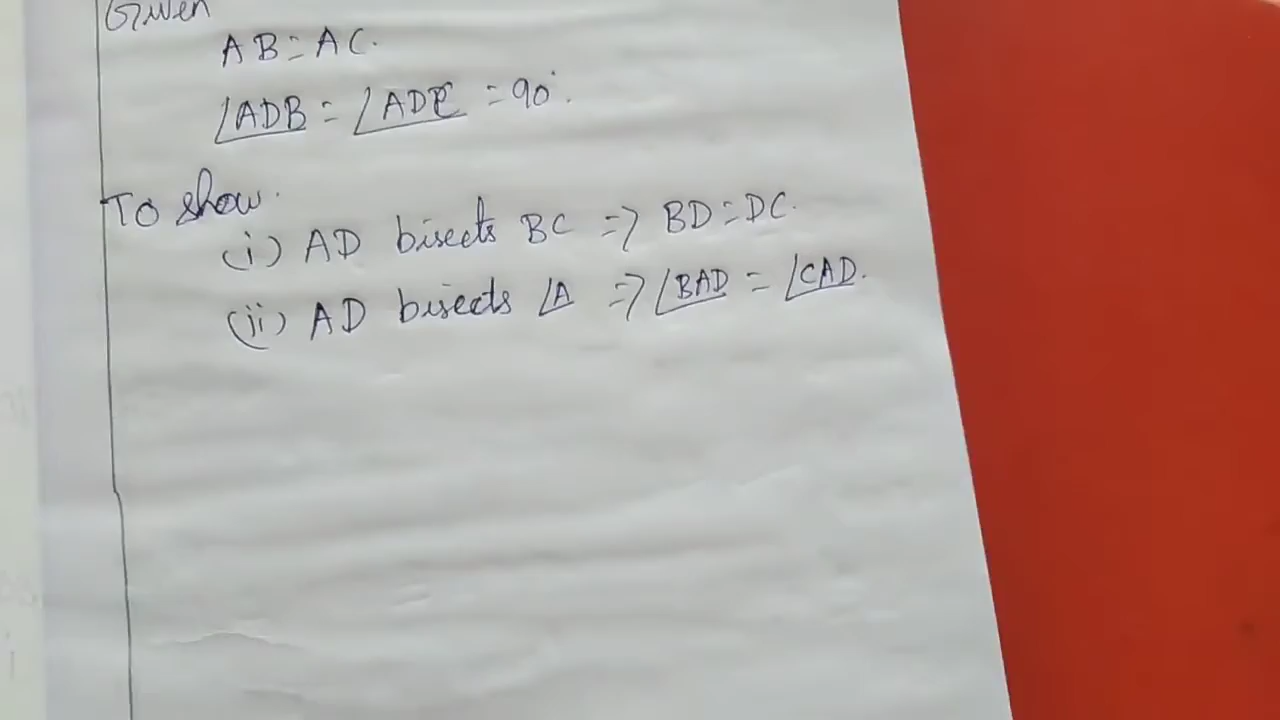 Given
AB=AC.
∠ADB = ∠ADC = 90°.
To show.
(i) AD bisects BC => BD=DC.
(ii) AD bisects ∠A => ∠BAD = ∠CAD.